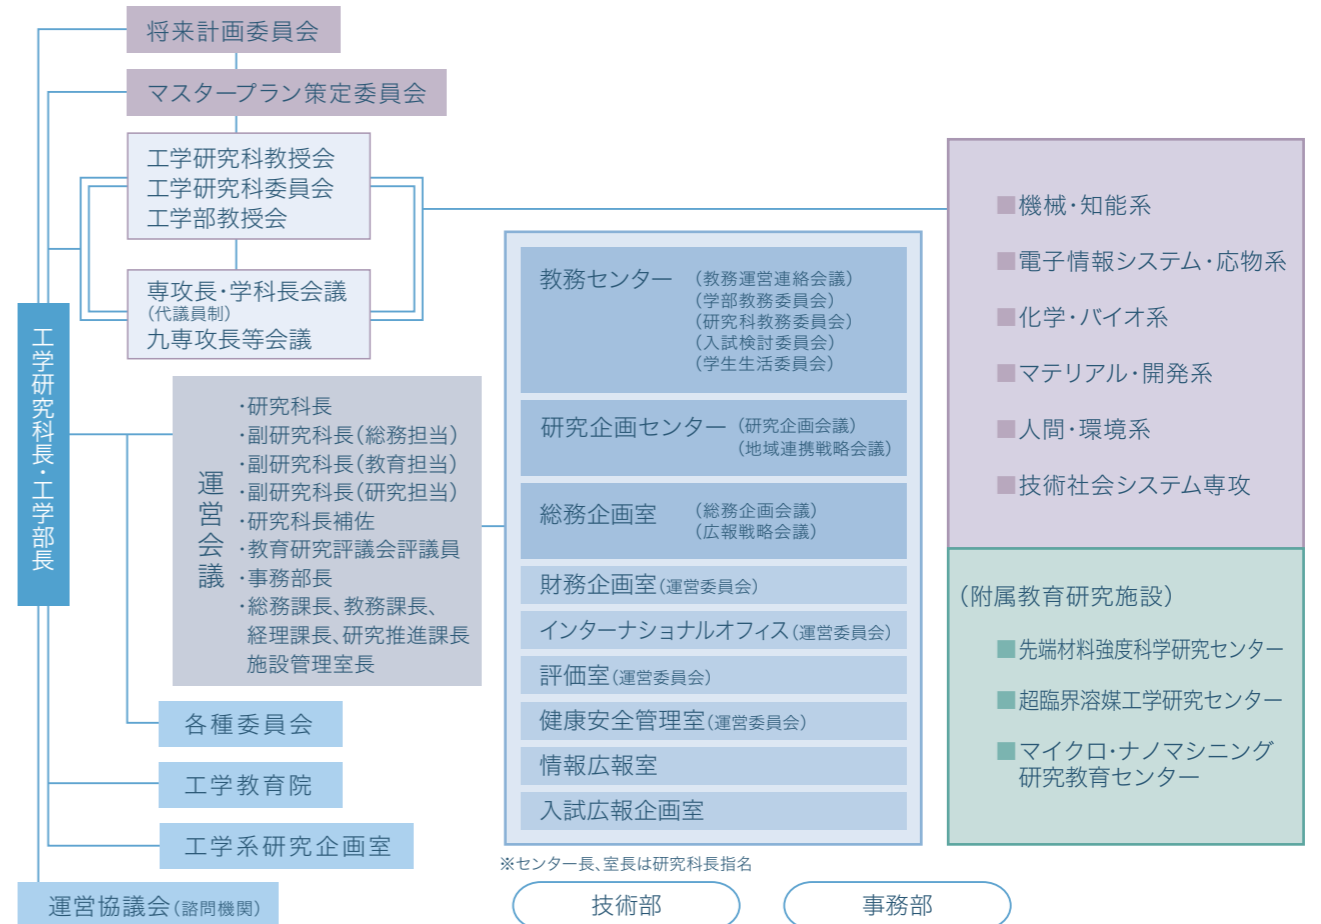 将来計画委員会
マスタープラン策定委員会
工学研究科教授会
工学研究科委員会
工学部教授会
専攻長・学科長会議
(代議員制)
九専攻長等会議
工学研究科長・工学部長
運営会議
・研究科長
・副研究科長(総務担当)
・副研究科長(教育担当)
・副研究科長(研究担当)
・研究科長補佐
・教育研究評議会評議員
・事務部長
・総務課長、教務課長、
経理課長、研究推進課長
施設管理室長
各種委員会
工学教育院
工学系研究企画室
運営協議会(諮問機関)
教務センター (教務運営連絡会議)
(学部教務委員会)
(研究科教務委員会)
(入試検討委員会)
(学生生活委員会)
研究企画センター (研究企画会議)
(地域連携戦略会議)
総務企画室 (総務企画会議)
(広報戦略会議)
財務企画室(運営委員会)
インターナショナルオフィス(運営委員会)
評価室(運営委員会)
健康安全管理室(運営委員会)
情報広報室
入試広報企画室
※センター長、室長は研究科長指名
技術部
事務部
■機械・知能系
■電子情報システム・応物系
■化学・バイオ系
■マテリアル・開発系
■人間・環境系
■技術社会システム専攻
(附属教育研究施設)
■先端材料強度科学研究センター
■超臨界溶媒工学研究センター
■マイクロ・ナノマシニング
研究教育センター